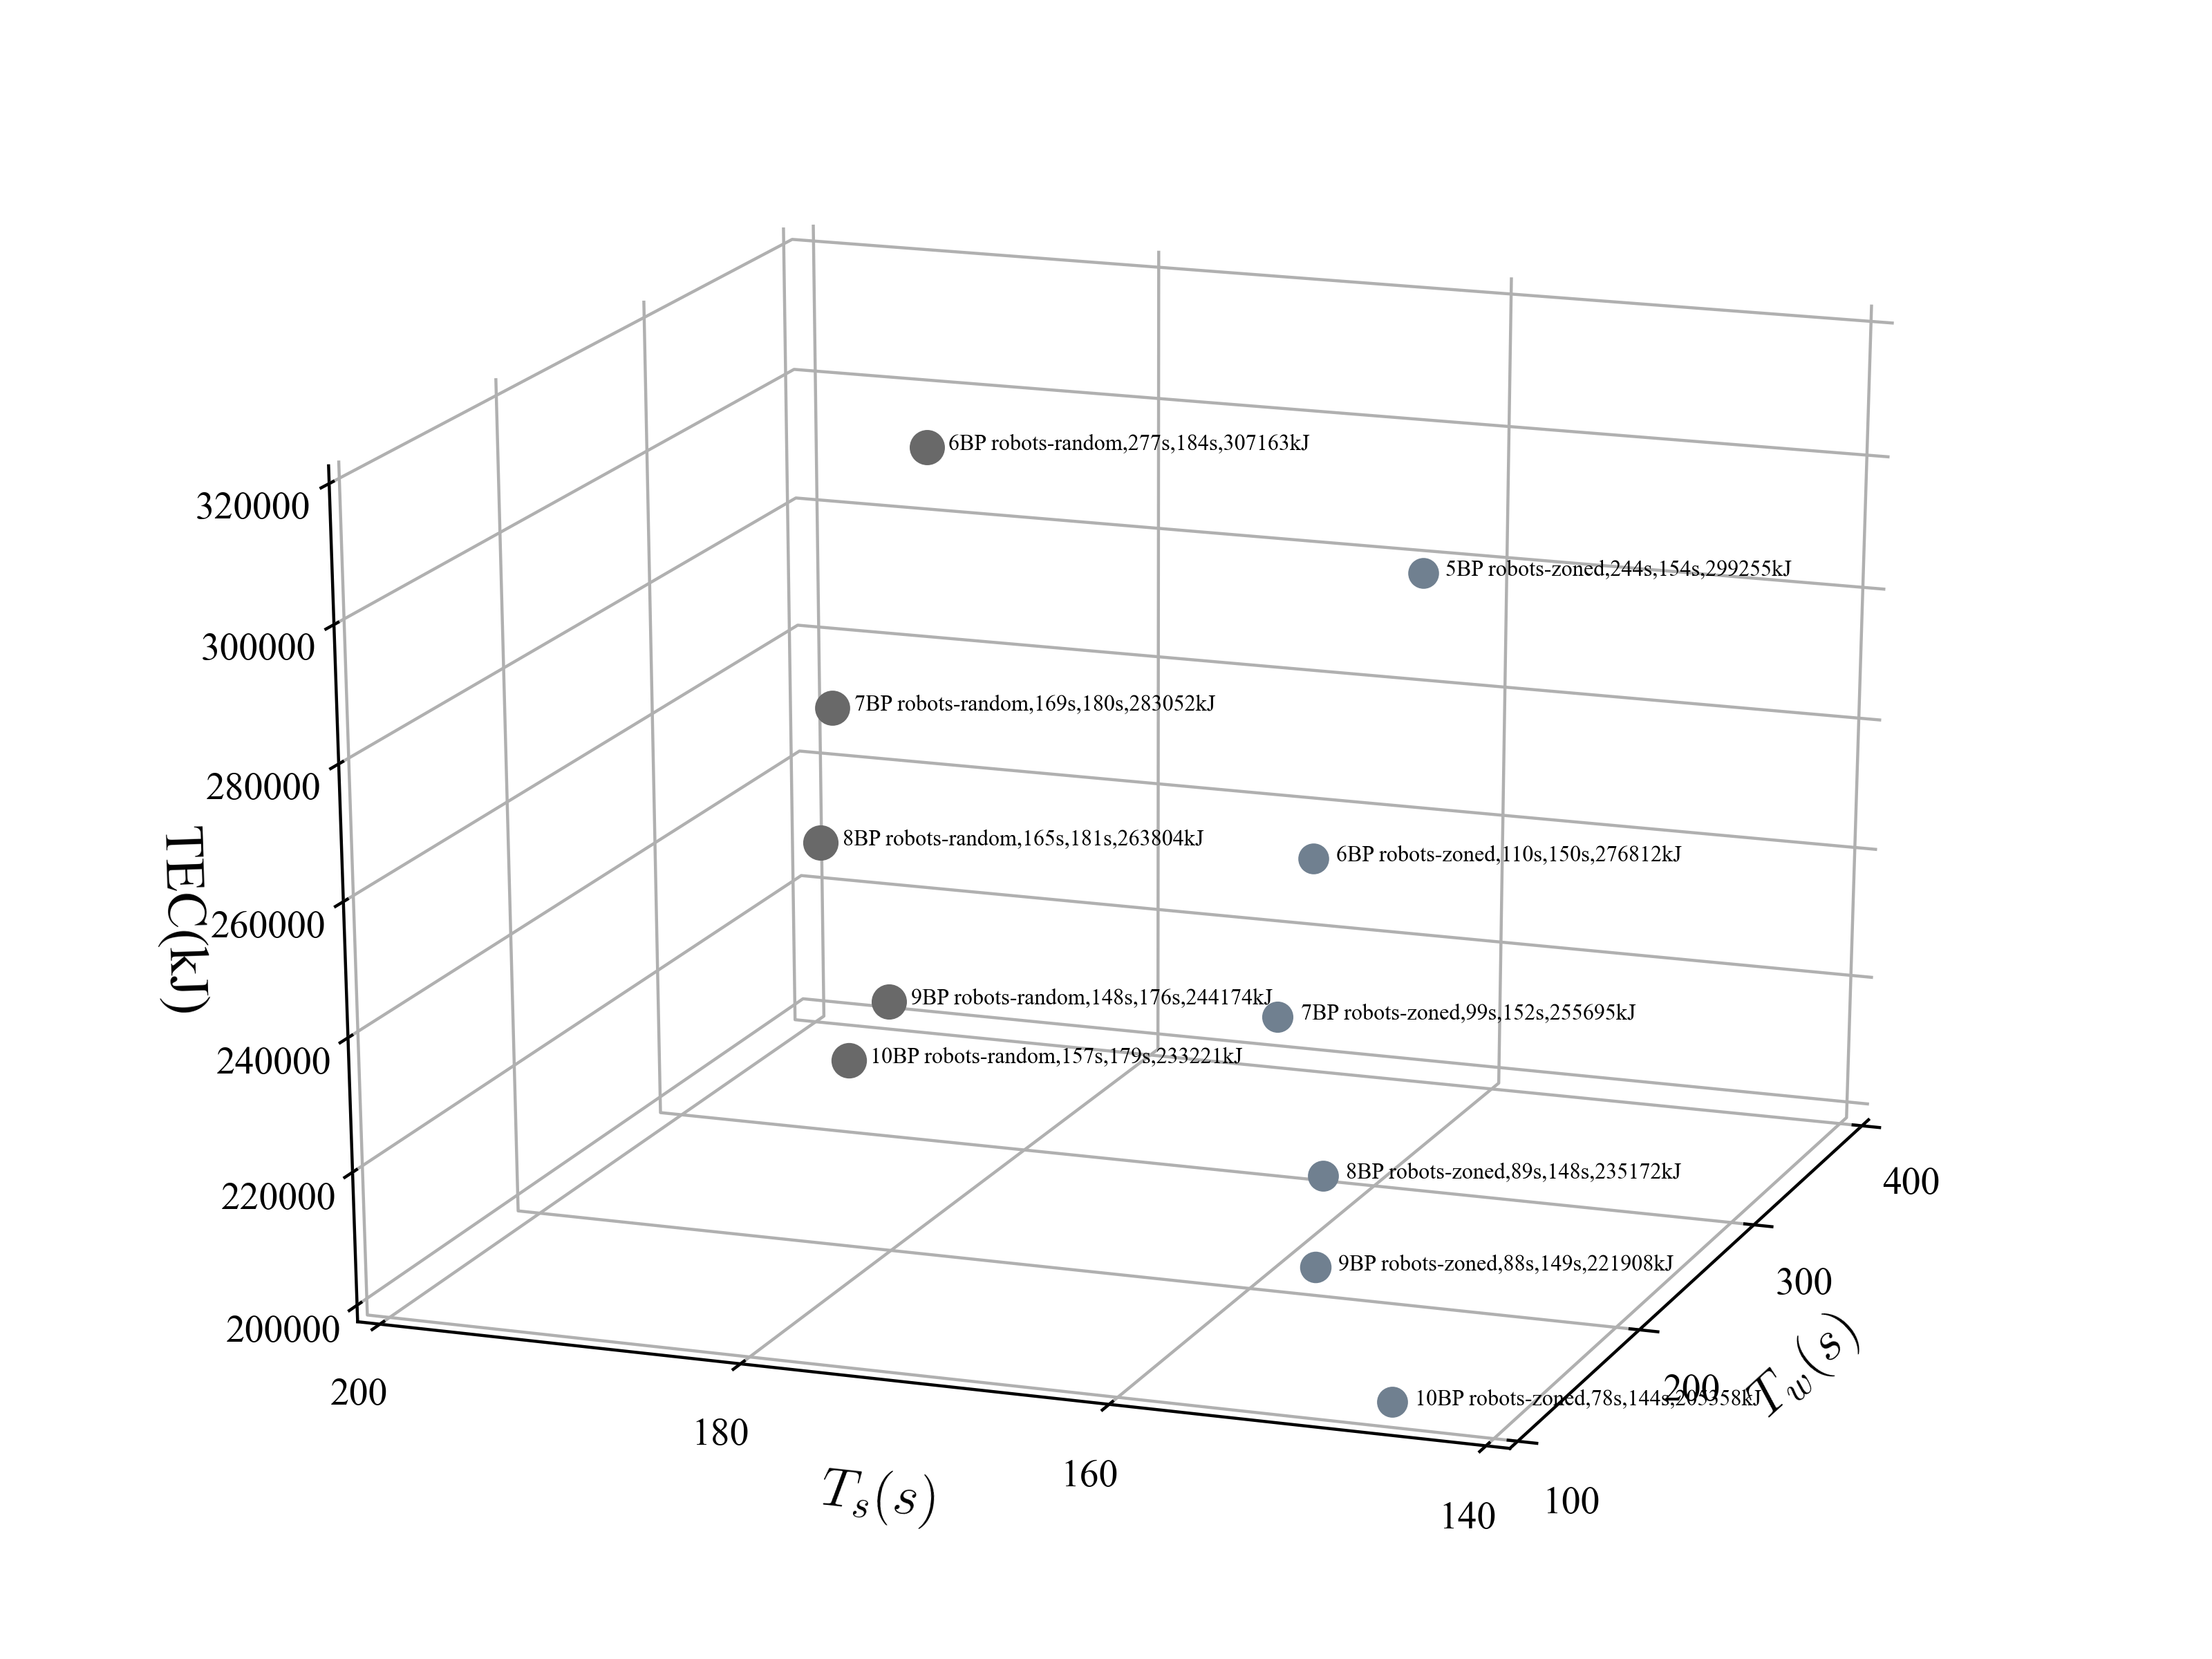 6BP robots-random,277s,184s,307163kJ
320000
5BP robots-zoned,244s,154s,299255kJ
300000
7BP robots-random,169s,180s,283052kJ
280000
8BP robots-random,165s,181s,263804kJ
6BP robots-zoned,110s,150s,276812kJ
TEC(kJ)
260000
9BP robots-random,148s,176s,244174kJ
7BP robots-zoned,99s,152s,255695kJ
240000
10BP robots-random,157s,179s,233221kJ
8BP robots-zoned,89s,148s,235172kJ
400
220000
9BP robots-zoned,88s,149s,221908kJ
300
200000
T_w(s)
200
10BP robots-zoned,78s,144s,205358kJ
200
180
160
T_s(s)
140
100